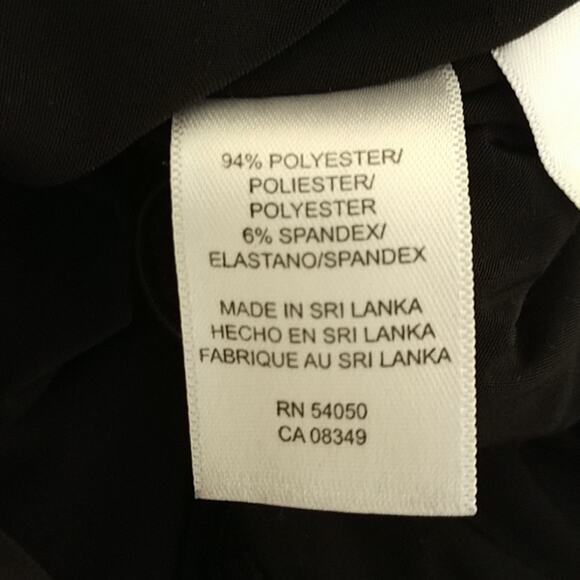 94% POLYESTER/
POLIESTER/
POLYESTER
6% SPANDEX/
ELASTANO/SPANDEX
MADE IN SRI LANKA
HECHO EN SRI LANKA
FABRIQUE AU SRI LANKA
RN 54050
CA 08349